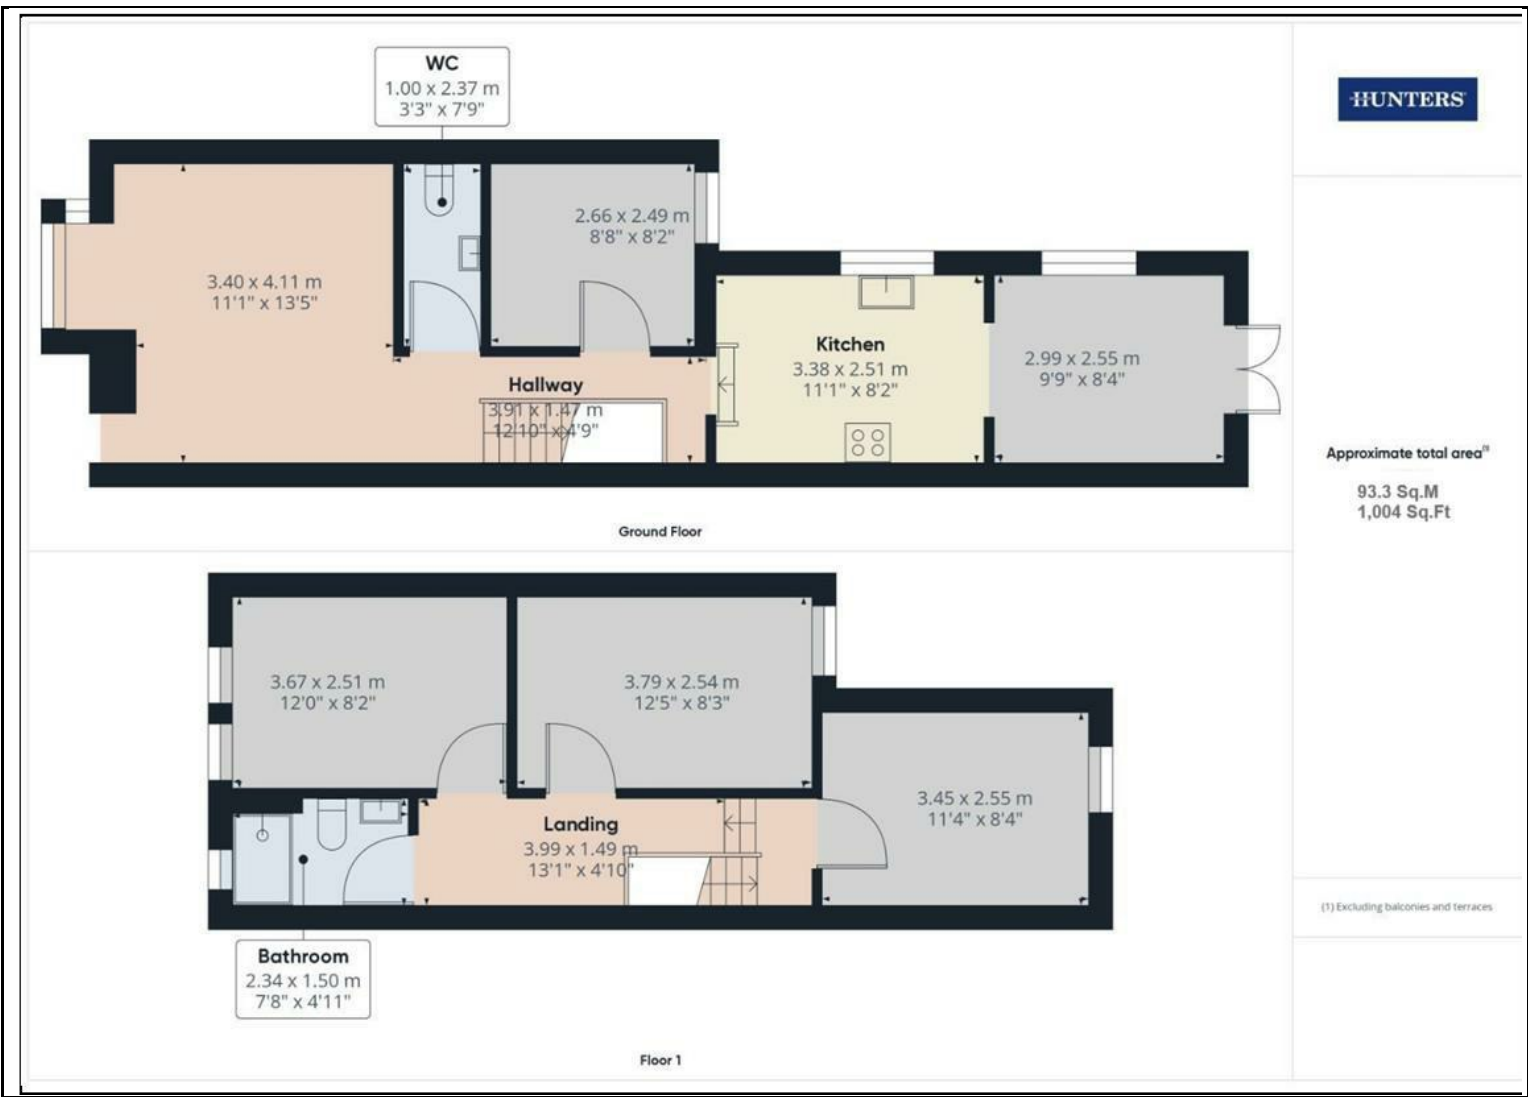 WC
1.00 x 2.37 m
3'3" x 7'9"
HUNTERS
2.66 x 2.49 m
8'8" x 8'2"
3.40 x 4.11 m
11'1" x 13'5"
Kitchen
3.38 x 2.51 m
11'1" x 8'2"
2.99 x 2.55 m
9'9" x 8'4"
Hallway
3.91 x 1.47 m
12'10" x 4'9"
Ground Floor
Approximate total area(1)
93.3 Sq.M
1,004 Sq.Ft
3.67 x 2.51 m
12'0" x 8'2"
3.79 x 2.54 m
12'5" x 8'3"
3.45 x 2.55 m
11'4" x 8'4"
Landing
3.99 x 1.49 m
13'1" x 4'10"
Bathroom
2.34 x 1.50 m
7'8" x 4'11"
Floor 1
(1) Excluding balconies and terraces